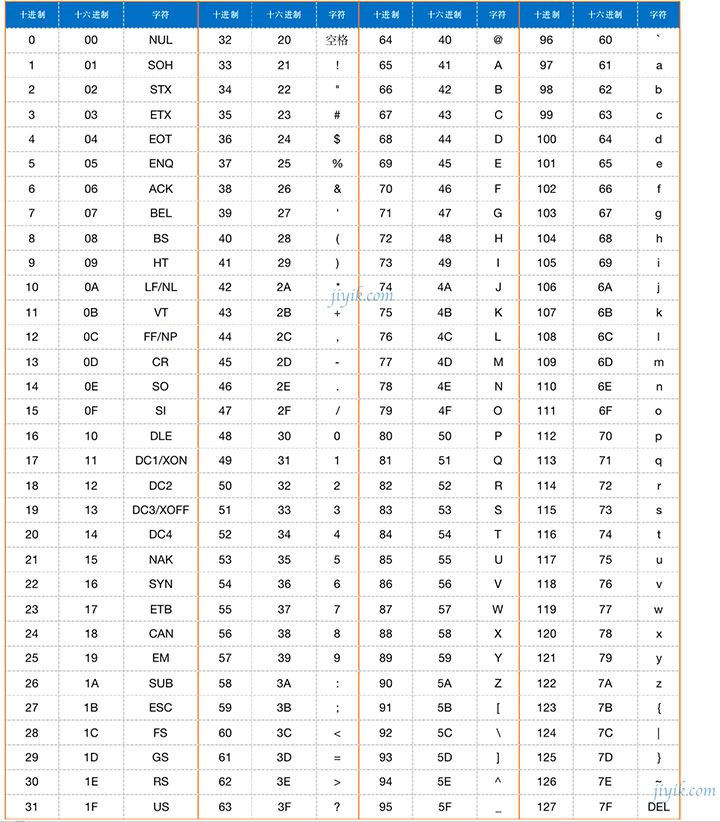 十进制 十六进制 字符 十进制 十六进制 字符 十进制 十六进制 字符 十进制 十六进制 字符
0 00 NUL 32 20 空格 64 40 @ 96 60 `
1 01 SOH 33 21 ! 65 41 A 97 61 a
2 02 STX 34 22 " 66 42 B 98 62 b
3 03 ETX 35 23 # 67 43 C 99 63 c
4 04 EOT 36 24 $ 68 44 D 100 64 d
5 05 ENQ 37 25 % 69 45 E 101 65 e
6 06 ACK 38 26 & 70 46 F 102 66 f
7 07 BEL 39 27 ' 71 47 G 103 67 g
8 08 BS 40 28 ( 72 48 H 104 68 h
9 09 HT 41 29 ) 73 49 I 105 69 i
10 0A LF/NL 42 2A * 74 4A J 106 6A j
jiyik.com
11 0B VT 43 2B + 75 4B K 107 6B k
12 0C FF/NP 44 2C , 76 4C L 108 6C l
13 0D CR 45 2D - 77 4D M 109 6D m
14 0E SO 46 2E . 78 4E N 110 6E n
15 0F SI 47 2F / 79 4F O 111 6F o
16 10 DLE 48 30 0 80 50 P 112 70 p
17 11 DC1/XON 49 31 1 81 51 Q 113 71 q
18 12 DC2 50 32 2 82 52 R 114 72 r
19 13 DC3/XOFF 51 33 3 83 53 S 115 73 s
20 14 DC4 52 34 4 84 54 T 116 74 t
21 15 NAK 53 35 5 85 55 U 117 75 u
22 16 SYN 54 36 6 86 56 V 118 76 v
23 17 ETB 55 37 7 87 57 W 119 77 w
24 18 CAN 56 38 8 88 58 X 120 78 x
25 19 EM 57 39 9 89 59 Y 121 79 y
26 1A SUB 58 3A : 90 5A Z 122 7A z
27 1B ESC 59 3B ; 91 5B [ 123 7B {
28 1C FS 60 3C < 92 5C \ 124 7C |
29 1D GS 61 3D = 93 5D ] 125 7D }
30 1E RS 62 3E > 94 5E ^ 126 7E ~
jiyik.com
31 1F US 63 3F ? 95 5F _ 127 7F DEL